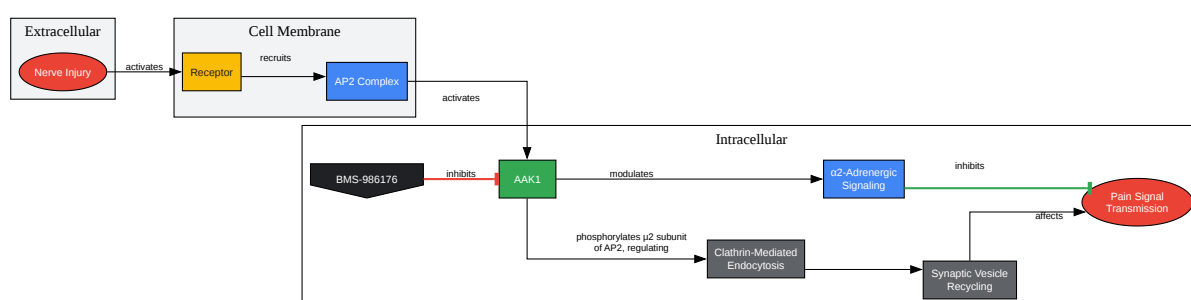 Extracellular
Cell Membrane
Nerve Injury
activates
Receptor
recruits
AP2 Complex
activates
Intracellular
BMS-986176
inhibits
AAK1
modulates
α2-Adrenergic
Signaling
inhibits
Pain Signal
Transmission
affects
phosphorylates μ2 subunit
of AP2, regulating
Clathrin-Mediated
Endocytosis
Synaptic Vesicle
Recycling